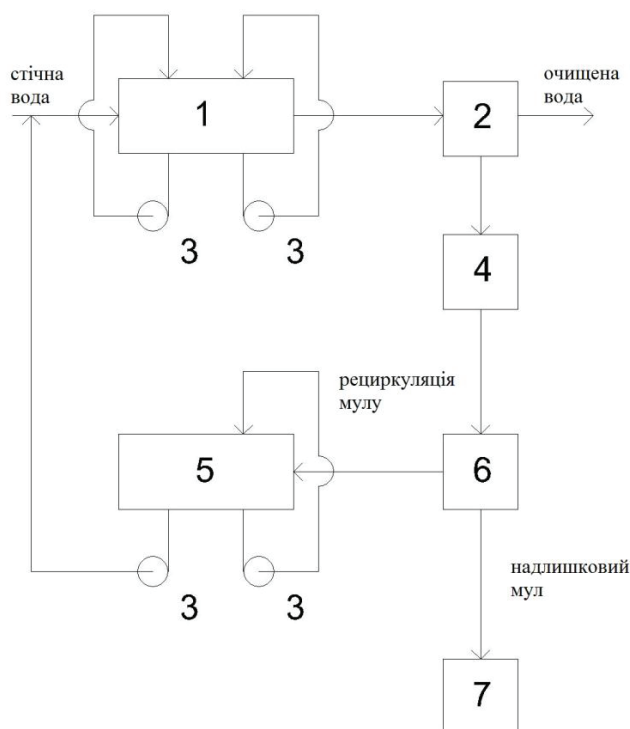 стічна
вода
1
2
очищена
вода
3
3
4
рециркуляція
мулу
5
6
3
3
надлишковий
мул
7